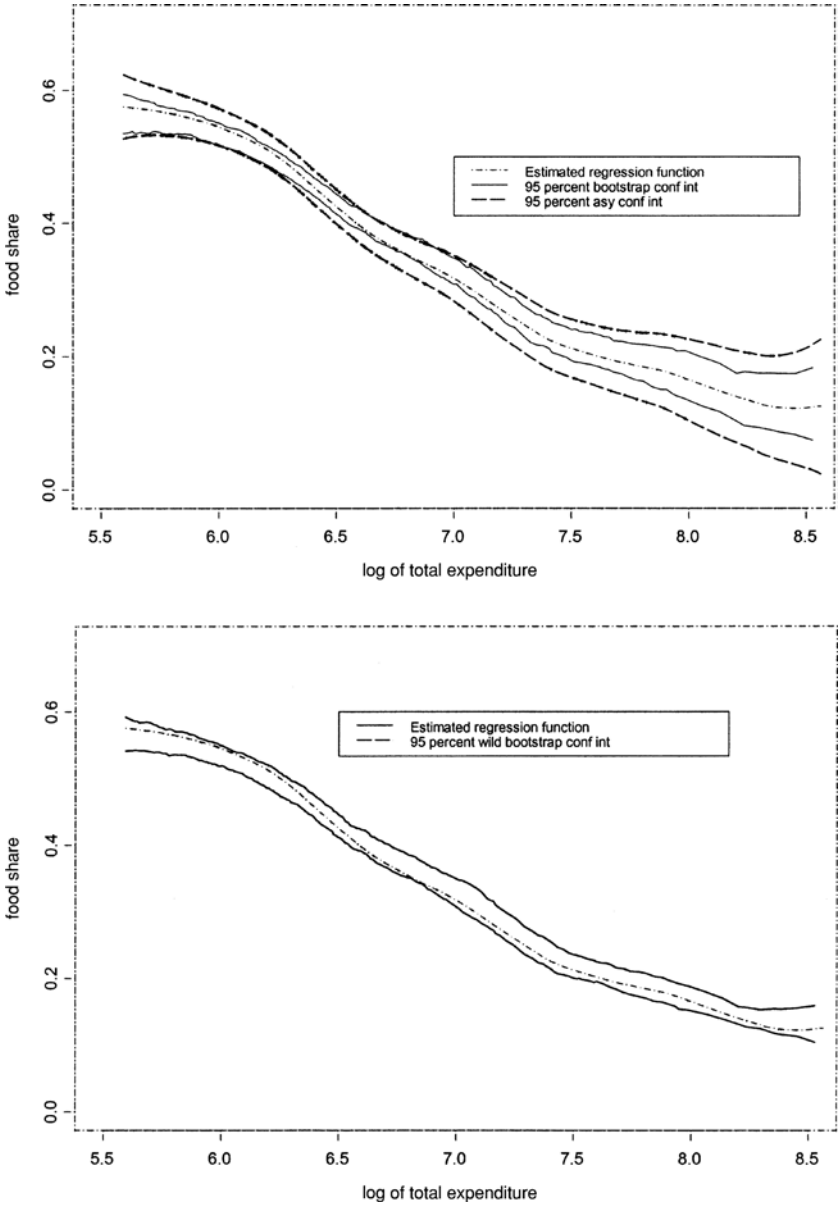 0.6
0.4
0.2
0.0
food share
Estimated regression function
95 percent bootstrap conf int
95 percent asy conf int
5.5 6.0 6.5 7.0 7.5 8.0 8.5
log of total expenditure
0.6
0.4
0.2
0.0
food share
Estimated regression function
95 percent wild bootstrap conf int
5.5 6.0 6.5 7.0 7.5 8.0 8.5
log of total expenditure